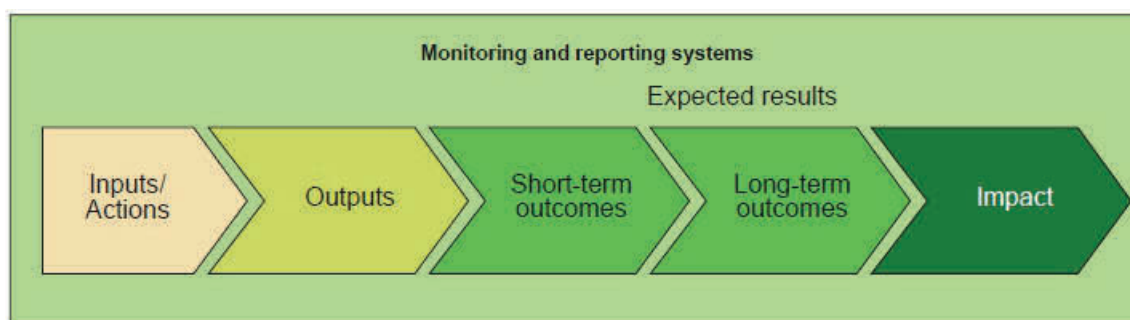 Monitoring and reporting systems
Expected results
Inputs/
Actions
Outputs
Short-term
outcomes
Long-term
outcomes
Impact